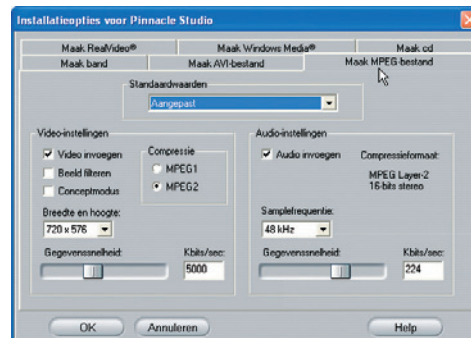 Installatieopties voor Pinnacle Studio
Maak RealVideo®
Maak Windows Media®
Maak cd
Maak band
Maak AVI-bestand
Maak MPEG-bestand
Standaardwaarden
Aangepast
Video-instellingen
Video invoegen
Beeld filteren
Conceptmodus
Compressie
MPEG1
MPEG2
Breedte en hoogte:
720 x 576
Gegevenssnelheid:
Kbits/sec:
5000
Audio-instellingen
Audio invoegen
Compressieformaat:
MPEG Layer-2
16-bits stereo
Samplefrequentie:
48 kHz
Gegevenssnelheid:
Kbits/sec:
224
OK
Annuleren
Help